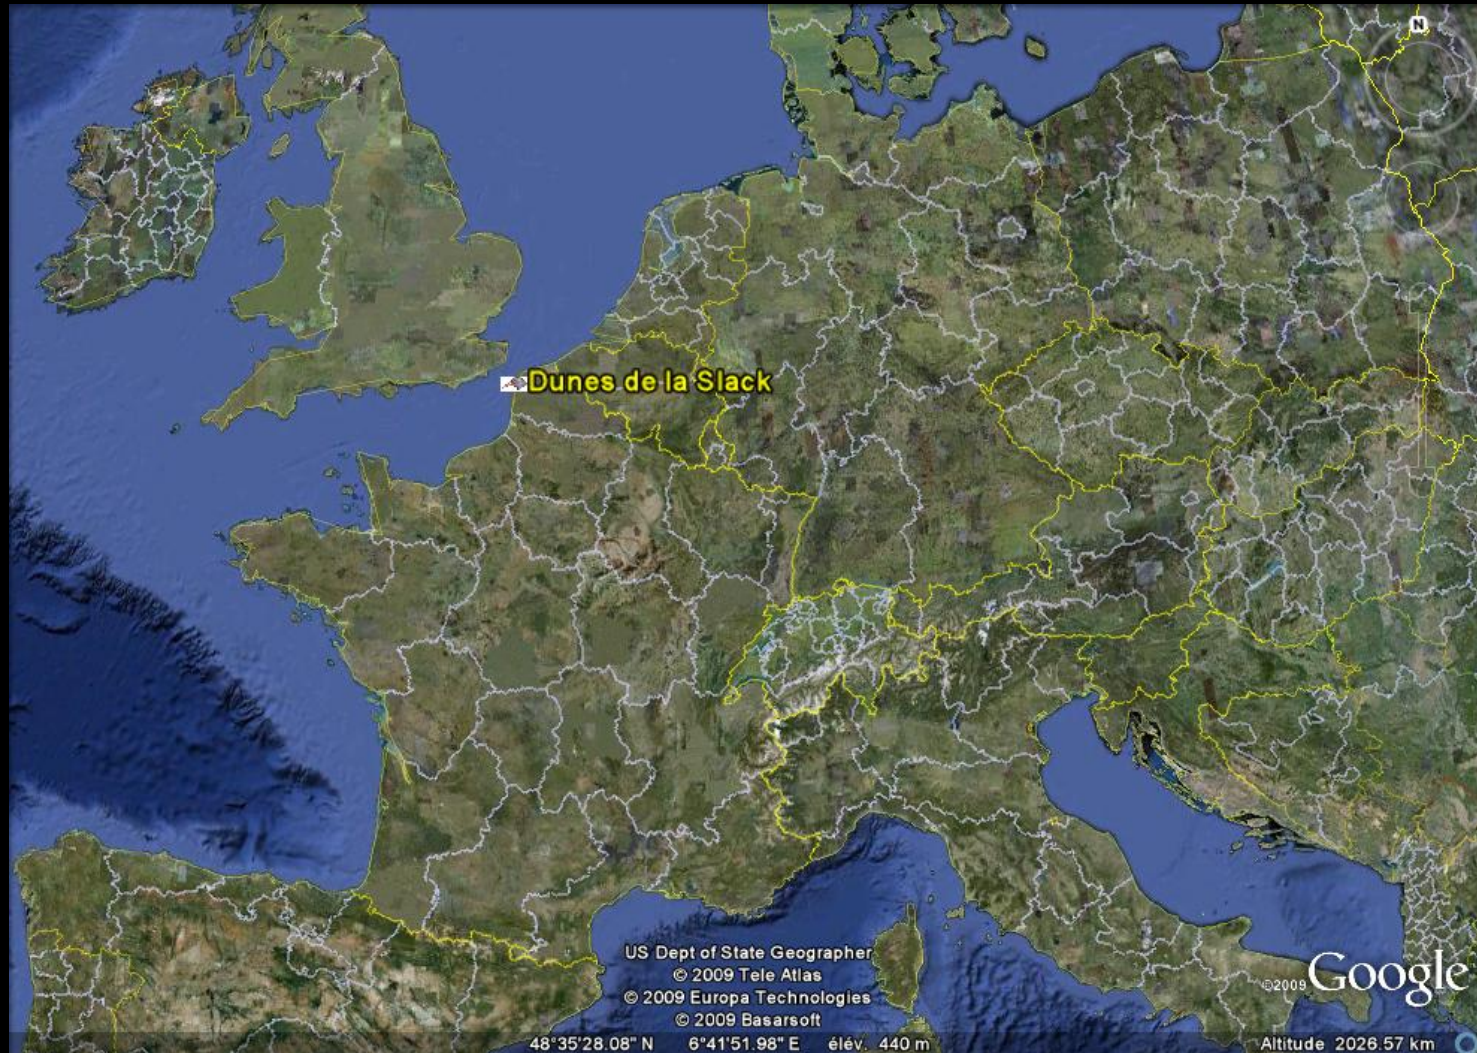 N
Dunes de la Slack
US Dept of State Geographer
© 2009 Tele Atlas
© 2009 Europa Technologies
© 2009 Basarsoft
©2009 Google
48°35'28.08" N 6°41'51.98" E élév. 440 m Altitude 2026.57 km